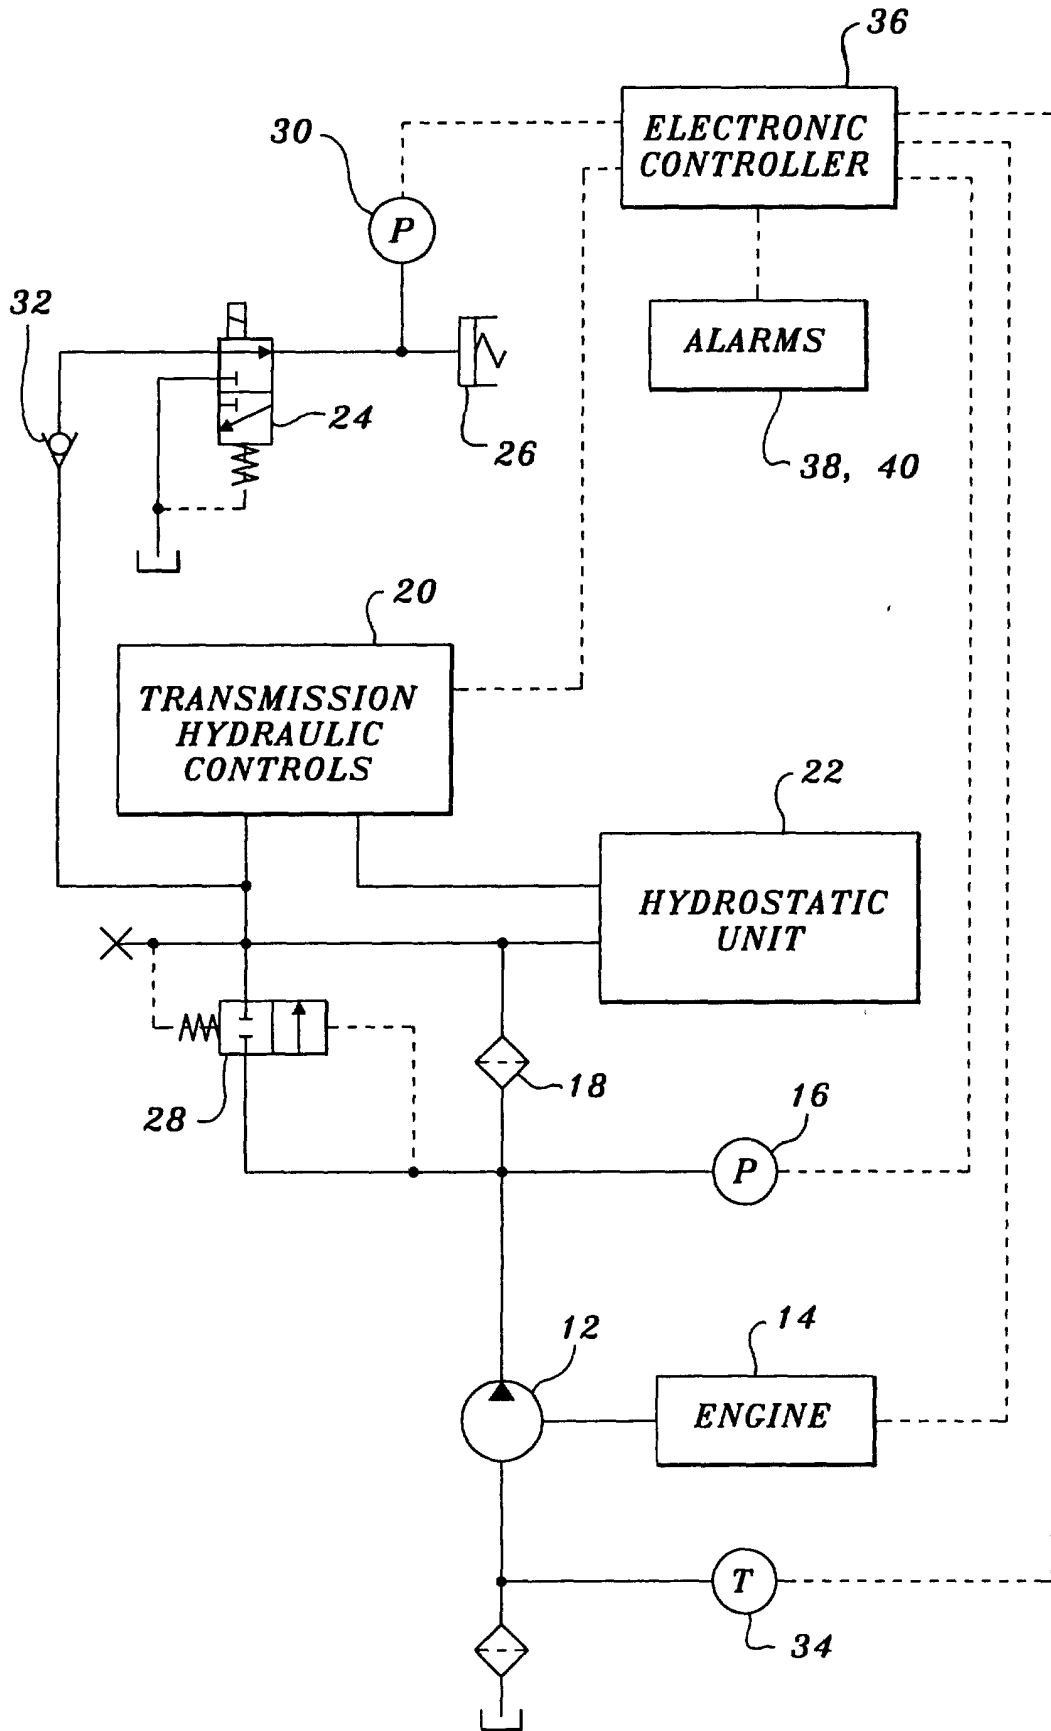 36
ELECTRONIC
CONTROLLER
30
P
32
ALARMS
24
26
38, 40
20
TRANSMISSION
HYDRAULIC
CONTROLS
22
HYDROSTATIC
UNIT
18
16
28
P
12
14
ENGINE
T
34